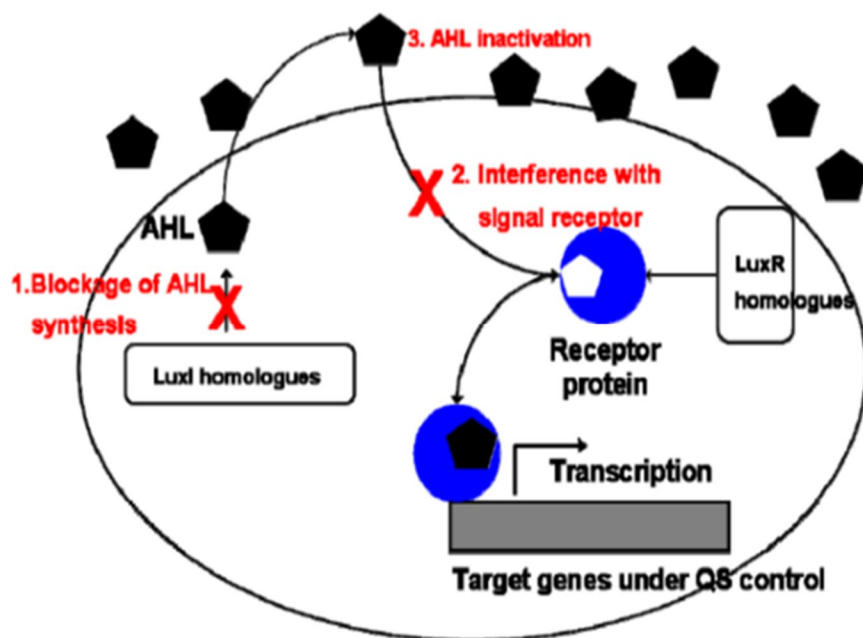 3. AHL inactivation
2. Interference with
signal receptor
AHL
1.Blockage of AHL
synthesis
LuxI homologues
LuxR
homologues
Receptor
protein
Transcription
Target genes under QS control